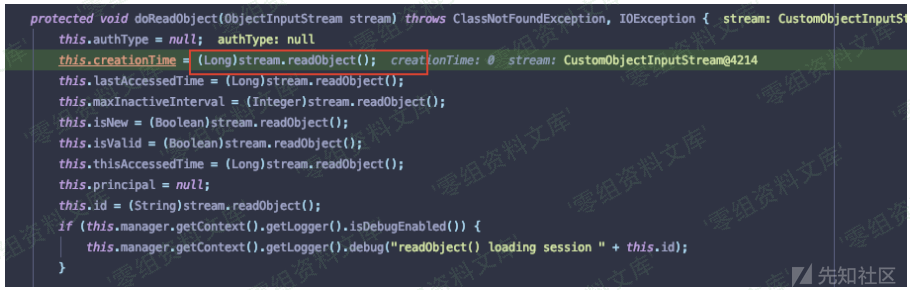 protected void doReadObject(ObjectInputStream stream) throws ClassNotFoundException, IOException {  stream: CustomObjectInputSt
this.authType = null;  authType: null
this.creationTime = (Long)stream.readObject();  creationTime: 0  stream: CustomObjectInputStream@4214
this.lastAccessedTime = (Long)stream.readObject();
this.maxInactiveInterval = (Integer)stream.readObject();
this.isNew = (Boolean)stream.readObject();
this.isValid = (Boolean)stream.readObject();
this.thisAccessedTime = (Long)stream.readObject();
this.principal = null;
this.id = (String)stream.readObject();
if (this.manager.getContext().getLogger().isDebugEnabled()) {
this.manager.getContext().getLogger().debug("readObject() loading session " + this.id);
}
'零组资料文库'
先知社区